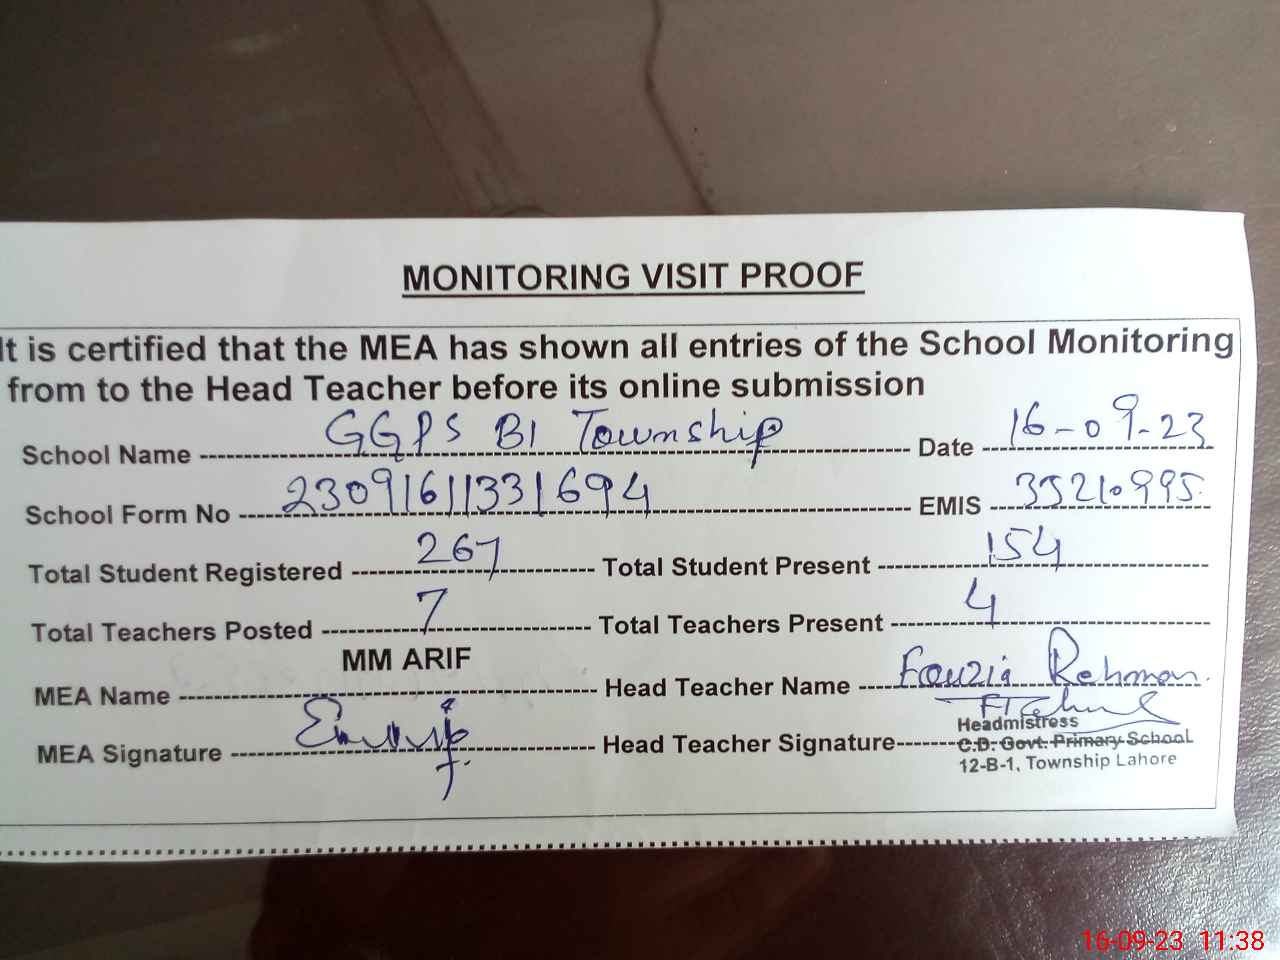 MONITORING VISIT PROOF
It is certified that the MEA has shown all entries of the School Monitoring
from to the Head Teacher before its online submission
School Name GGPS B1 Township Date 16-09-23
School Form No 23091611331694 EMIS 35210995
Total Student Registered 267 Total Student Present 154
Total Teachers Posted 7 Total Teachers Present 4
MM ARIF
MEA Name Head Teacher Name Fouzia Rehman
MEA Signature Head Teacher Signature
Headmistress
C.D. Govt. Primary School
12-B-1, Township Lahore
16-09-23 11:38